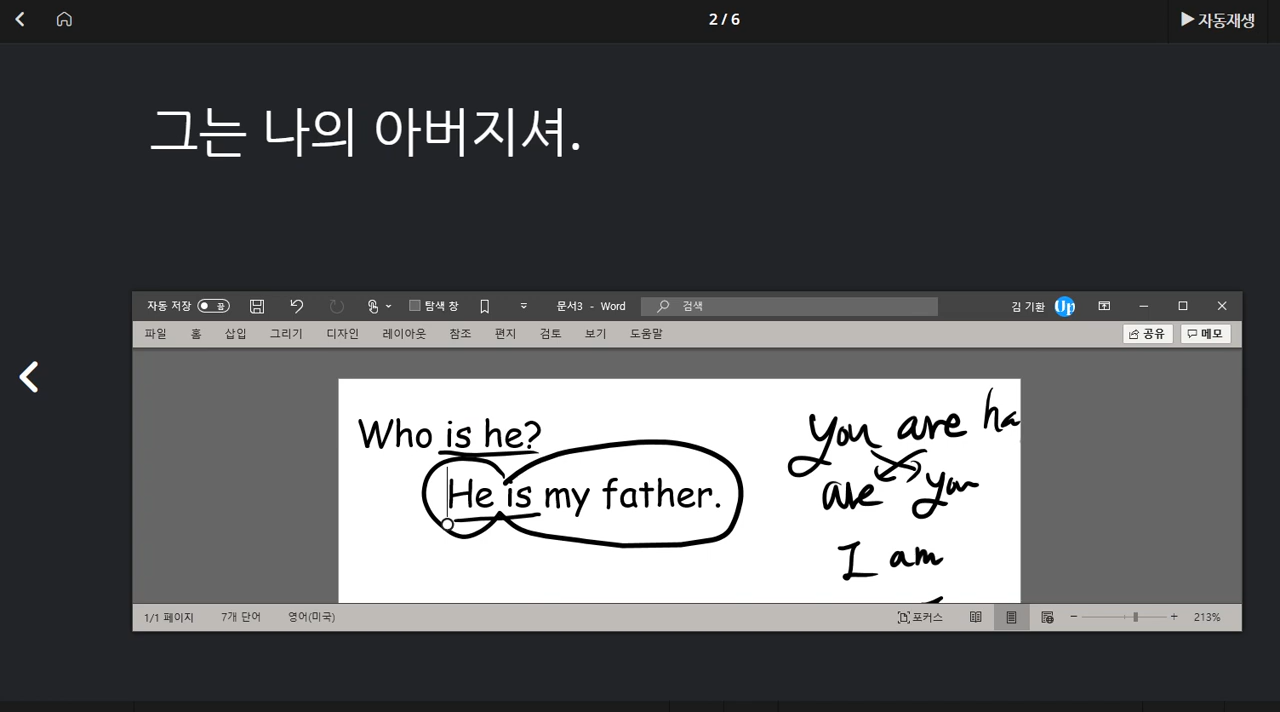 2 / 6
자동재생
그는 나의 아버지셔.
자동 저장 끔 탐색 창 문서3 - Word 검색 김 기환 Up
파일 홈 삽입 그리기 디자인 레이아웃 참조 편지 검토 보기 도움말 공유 메모
Who is he?
He is my father.
you are ha
are you
I am
1/1 페이지 7개 단어 영어(미국) 포커스 213%